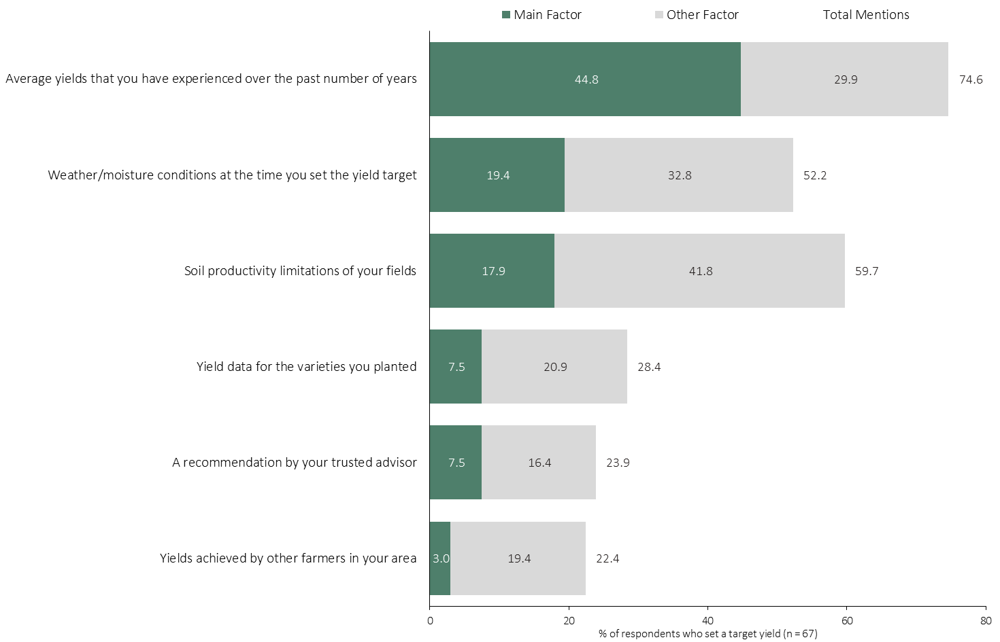 Main Factor Other Factor Total Mentions
Average yields that you have experienced over the past number of years 44.8 29.9 74.6
Weather/moisture conditions at the time you set the yield target 19.4 32.8 52.2
Soil productivity limitations of your fields 17.9 41.8 59.7
Yield data for the varieties you planted 7.5 20.9 28.4
A recommendation by your trusted advisor 7.5 16.4 23.9
Yields achieved by other farmers in your area 3.0 19.4 22.4
0 20 40 60 80
% of respondents who set a target yield (n = 67)